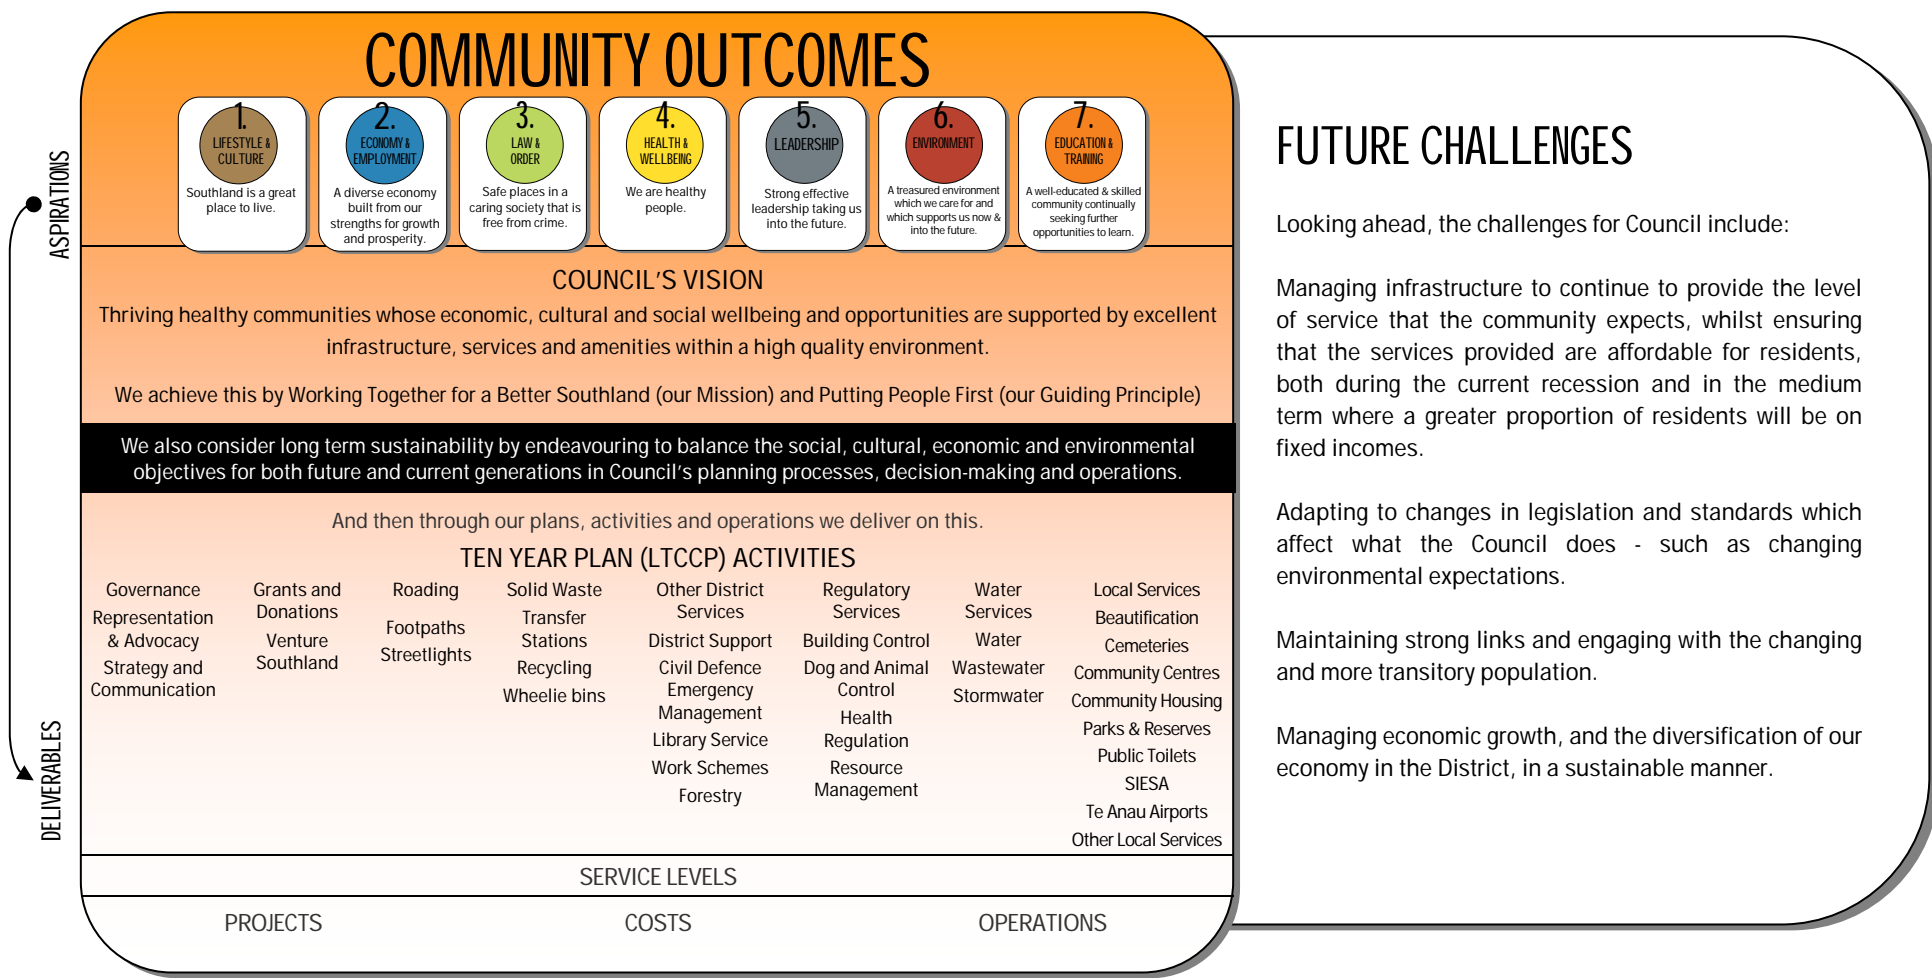 COMMUNITY OUTCOMES
1.
LIFESTYLE &
CULTURE
Southland is a great
place to live.
2.
ECONOMY &
EMPLOYMENT
A diverse economy
built from our
strengths for growth
and prosperity.
3.
LAW &
ORDER
Safe places in a
caring society that is
free from crime.
4.
HEALTH &
WELLBEING
We are healthy
people.
5.
LEADERSHIP
Strong effective
leadership taking us
into the future.
6.
ENVIRONMENT
A treasured environment
which we care for and
which supports us now &
into the future.
7.
EDUCATION &
TRAINING
A well-educated & skilled
community continually
seeking further
opportunities to learn.
ASPIRATIONS
DELIVERABLES
COUNCIL'S VISION
Thriving healthy communities whose economic, cultural and social wellbeing and opportunities are supported by excellent
infrastructure, services and amenities within a high quality environment.
We achieve this by Working Together for a Better Southland (our Mission) and Putting People First (our Guiding Principle)
We also consider long term sustainability by endeavouring to balance the social, cultural, economic and environmental
objectives for both future and current generations in Council's planning processes, decision-making and operations.
And then through our plans, activities and operations we deliver on this.
TEN YEAR PLAN (LTCCP) ACTIVITIES
Governance
Representation
& Advocacy
Strategy and
Communication
Grants and
Donations
Venture
Southland
Roading
Footpaths
Streetlights
Solid Waste
Transfer
Stations
Recycling
Wheelie bins
Other District
Services
District Support
Civil Defence
Emergency
Management
Library Service
Work Schemes
Forestry
Regulatory
Services
Building Control
Dog and Animal
Control
Health
Regulation
Resource
Management
Water
Services
Water
Wastewater
Stormwater
Local Services
Beautification
Cemeteries
Community Centres
Community Housing
Parks & Reserves
Public Toilets
SIESA
Te Anau Airports
Other Local Services
SERVICE LEVELS
PROJECTS
COSTS
OPERATIONS
FUTURE CHALLENGES
Looking ahead, the challenges for Council include:
Managing infrastructure to continue to provide the level
of service that the community expects, whilst ensuring
that the services provided are affordable for residents,
both during the current recession and in the medium
term where a greater proportion of residents will be on
fixed incomes.
Adapting to changes in legislation and standards which
affect what the Council does - such as changing
environmental expectations.
Maintaining strong links and engaging with the changing
and more transitory population.
Managing economic growth, and the diversification of our
economy in the District, in a sustainable manner.